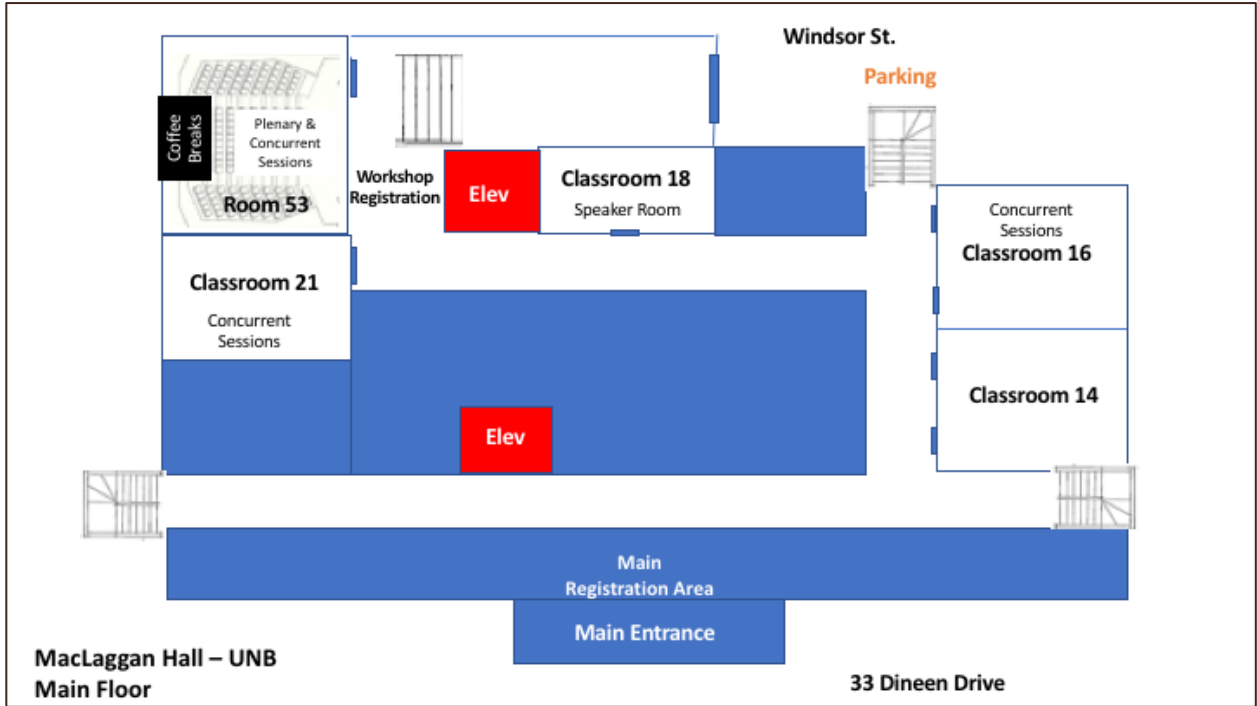 Windsor St.
Parking
Coffee
Breaks
Plenary &
Concurrent
Sessions
Room 53
Workshop
Registration
Elev
Classroom 18
Speaker Room
Concurrent
Sessions
Classroom 16
Classroom 21
Concurrent
Sessions
Classroom 14
Elev
Main
Registration Area
Main Entrance
MacLaggan Hall – UNB
Main Floor
33 Dineen Drive